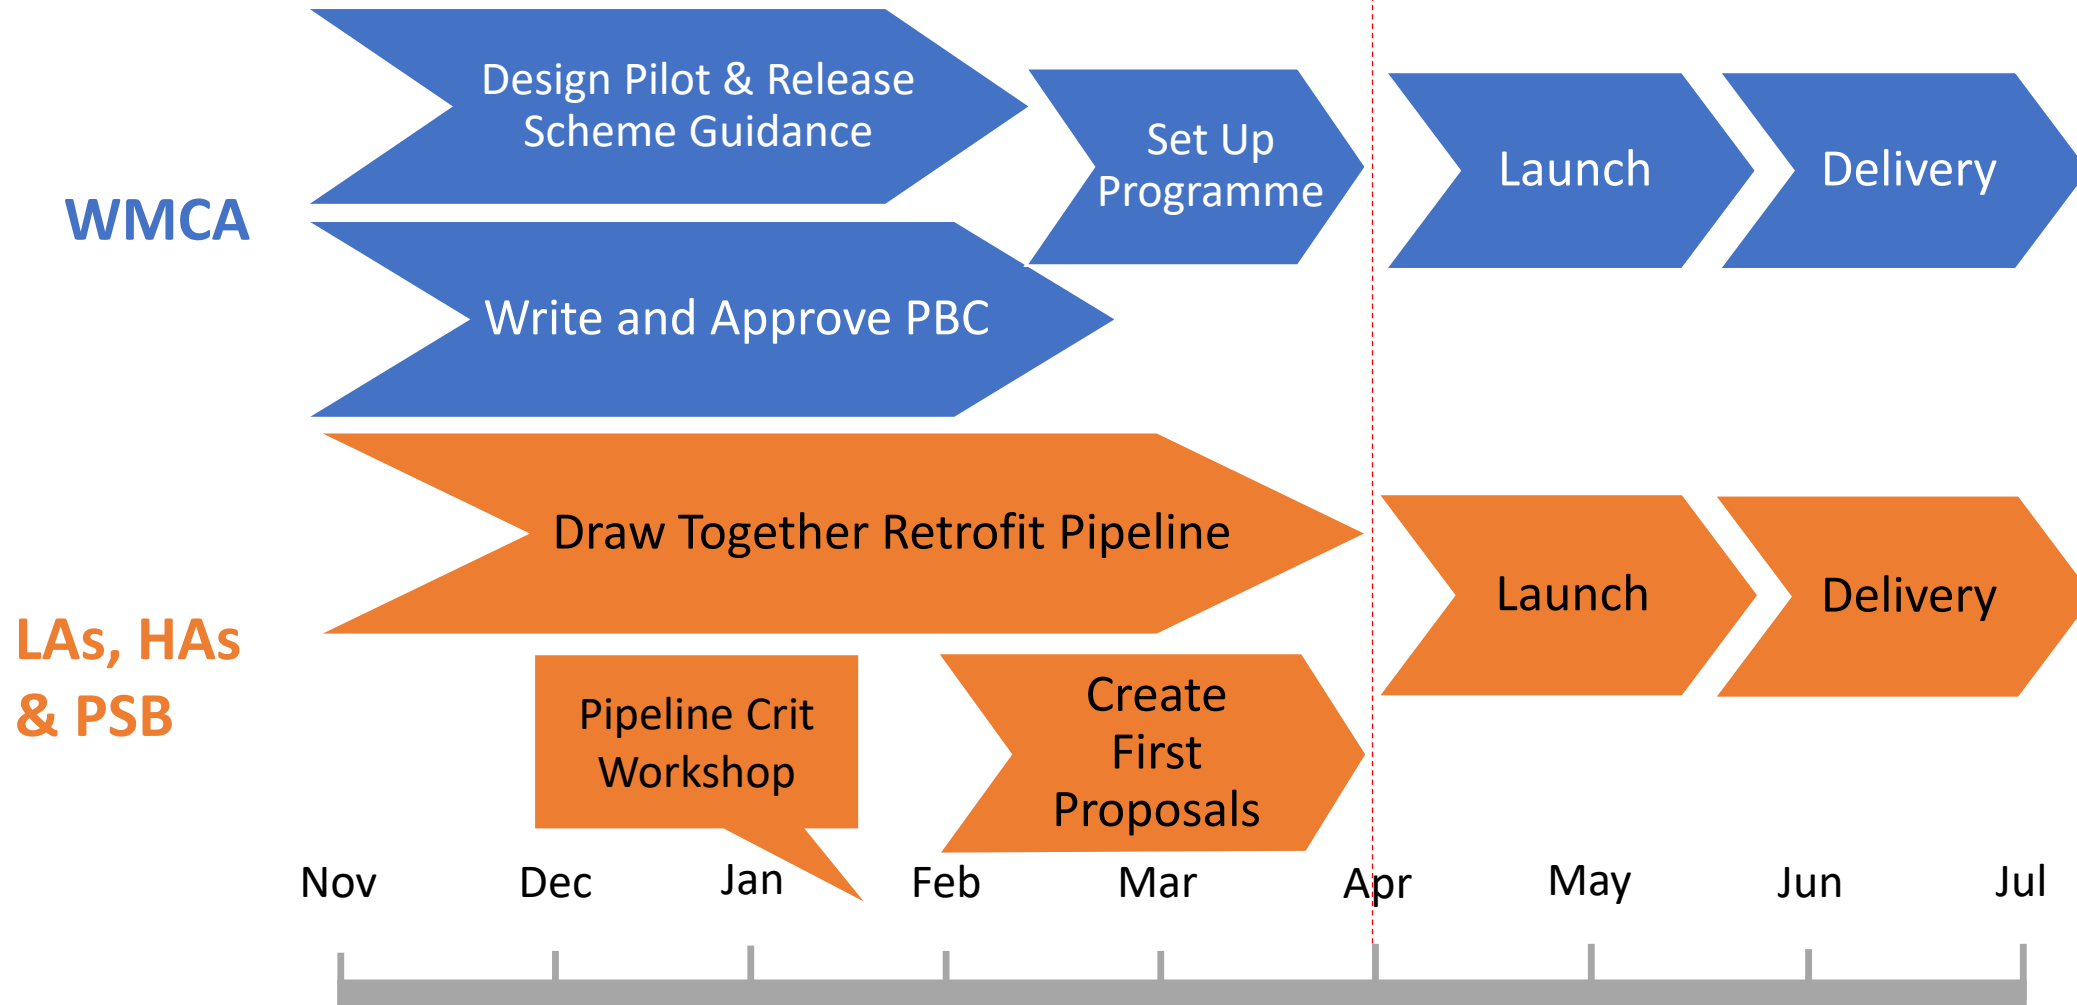 Design Pilot & Release
Scheme Guidance
Set Up
Programme
Launch
Delivery
WMCA
Write and Approve PBC
Draw Together Retrofit Pipeline
Launch
Delivery
LAs, HAs
& PSB
Pipeline Crit
Workshop
Create
First
Proposals
Nov
Dec
Jan
Feb
Mar
Apr
May
Jun
Jul